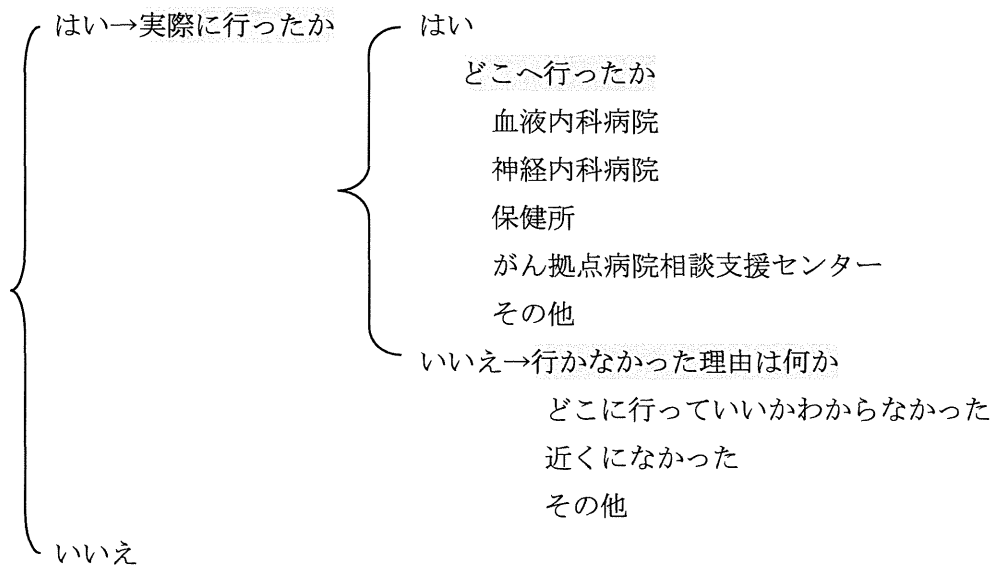 はい→実際に行ったか
はい
どこへ行ったか
血液内科病院
神経内科病院
保健所
がん拠点病院相談支援センター
その他
いいえ→行かなかった理由は何か
どこに行っていいかわからなかった
近くになかった
その他
いいえ